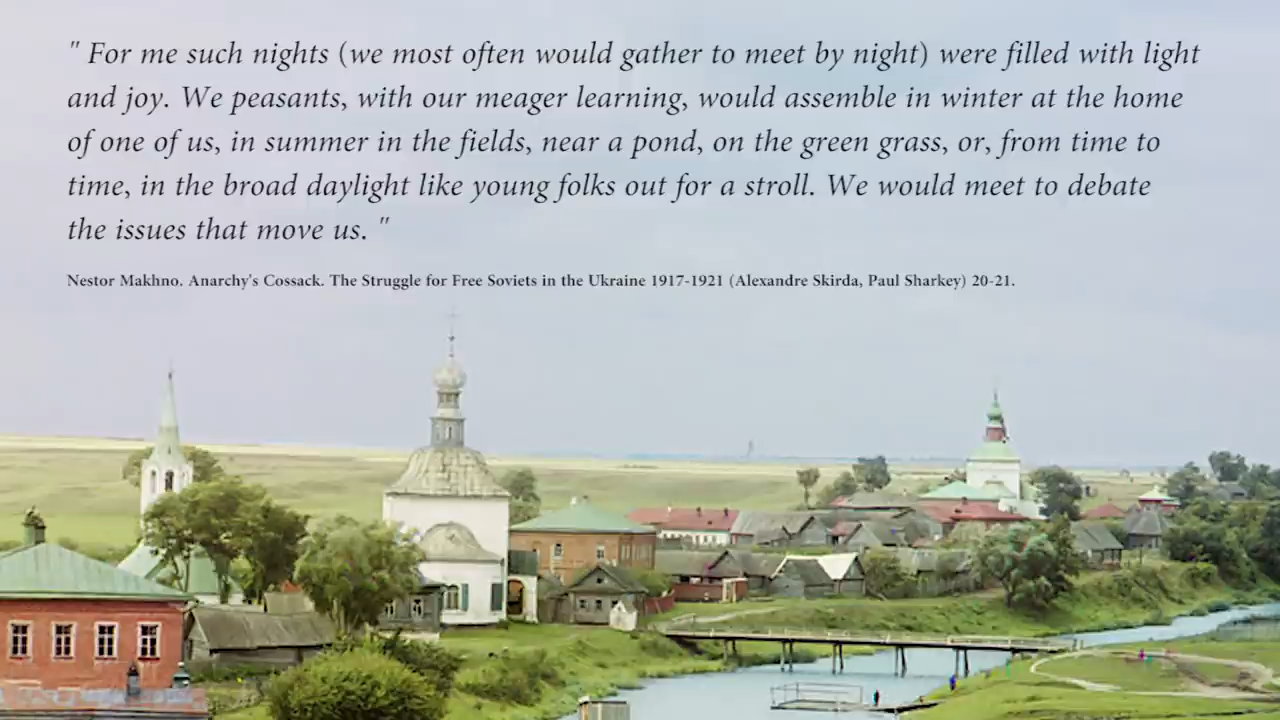 " For me such nights (we most often would gather to meet by night) were filled with light
and joy. We peasants, with our meager learning, would assemble in winter at the home
of one of us, in summer in the fields, near a pond, on the green grass, or, from time to
time, in the broad daylight like young folks out for a stroll. We would meet to debate
the issues that move us. "
Nestor Makhno. Anarchy's Cossack. The Struggle for Free Soviets in the Ukraine 1917-1921 (Alexandre Skirda, Paul Sharkey) 20-21.